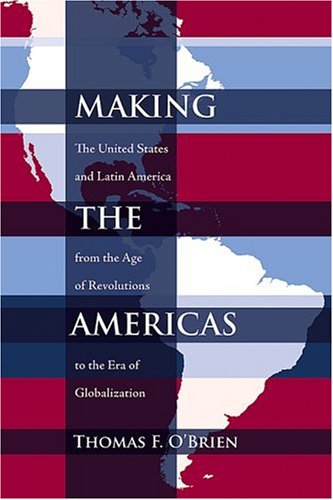 MAKING
The United States
and Latin America
THE
from the Age
of Revolutions
AMERICAS
to the Era of
Globalization
THOMAS F. O'BRIEN